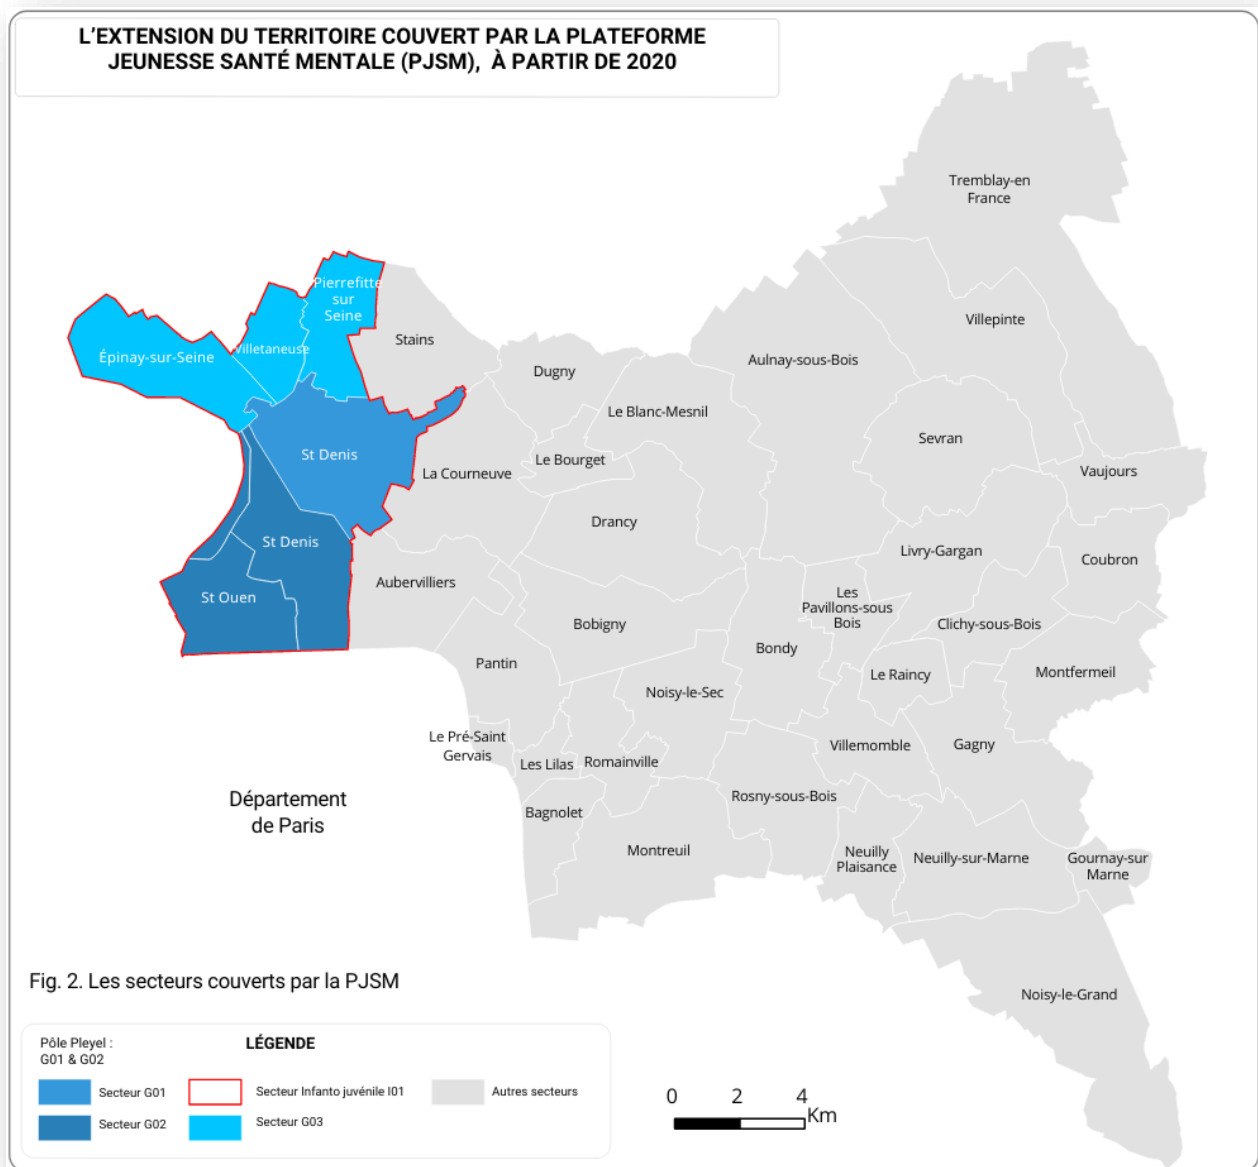 L'EXTENSION DU TERRITOIRE COUVERT PAR LA PLATEFORME
JEUNESSE SANTÉ MENTALE (PJSM), À PARTIR DE 2020
Tremblay-en
France
Pierrefitte
sur
Seine
Villepinte
Stains
Villetaneuse
Épinay-sur-Seine
Aulnay-sous-Bois
Dugny
Le Blanc-Mesnil
Sevran
St Denis
Le Bourget
La Courneuve
Vaujours
Drancy
St Denis
Livry-Gargan
Coubron
Aubervilliers
St Ouen
Les
Pavillons-sous
Bois
Bobigny
Clichy-sous-Bois
Bondy
Pantin
Le Raincy
Montfermeil
Noisy-le-Sec
Le Pré-Saint
Gervais
Villemomble
Gagny
Les Lilas
Romainville
Département
de Paris
Rosny-sous-Bois
Bagnolet
Montreuil
Neuilly
Plaisance
Neuilly-sur-Marne
Gournay-sur
Marne
Noisy-le-Grand
Fig. 2. Les secteurs couverts par la PJSM
Pôle Pleyel :
G01 & G02
LÉGENDE
Secteur G01
Secteur Infanto juvénile I01
Autres secteurs
Secteur G02
Secteur G03
0 2 4
Km